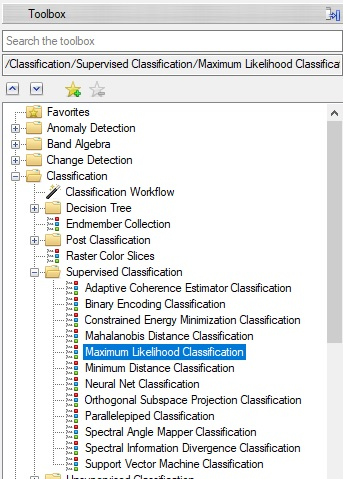 Toolbox
Search the toolbox
/Classification/Supervised Classification/Maximum Likelihood Classifica
Favorites
Anomaly Detection
Band Algebra
Change Detection
Classification
Classification Workflow
Decision Tree
Endmember Collection
Post Classification
Raster Color Slices
Supervised Classification
Adaptive Coherence Estimator Classification
Binary Encoding Classification
Constrained Energy Minimization Classification
Mahalanobis Distance Classification
Maximum Likelihood Classification
Minimum Distance Classification
Neural Net Classification
Orthogonal Subspace Projection Classification
Parallelepiped Classification
Spectral Angle Mapper Classification
Spectral Information Divergence Classification
Support Vector Machine Classification